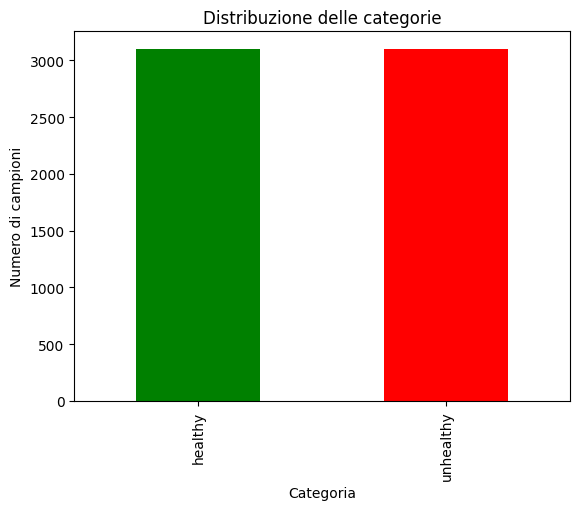 Distribuzione delle categorie
Numero di campioni
3000
2500
2000
1500
1000
500
0
healthy
unhealthy
Categoria